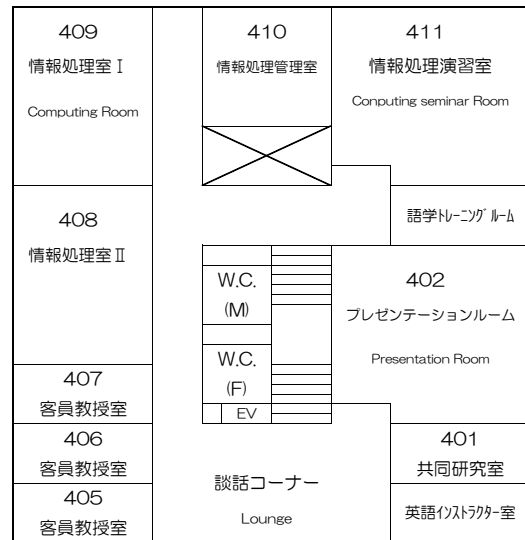 409
情報処理室Ⅰ
Computing Room
410
情報処理管理室
411
情報処理演習室
Conputing seminar Room
408
情報処理室Ⅱ
語学ﾄﾚｰﾆﾝｸﾞﾙｰﾑ
W.C.
(M)
402
プレゼンテーションルーム
Presentation Room
W.C.
(F)
EV
407
客員教授室
406
客員教授室
405
客員教授室
談話コーナー
Lounge
401
共同研究室
英語ｲﾝｽﾄﾗｸﾀｰ室